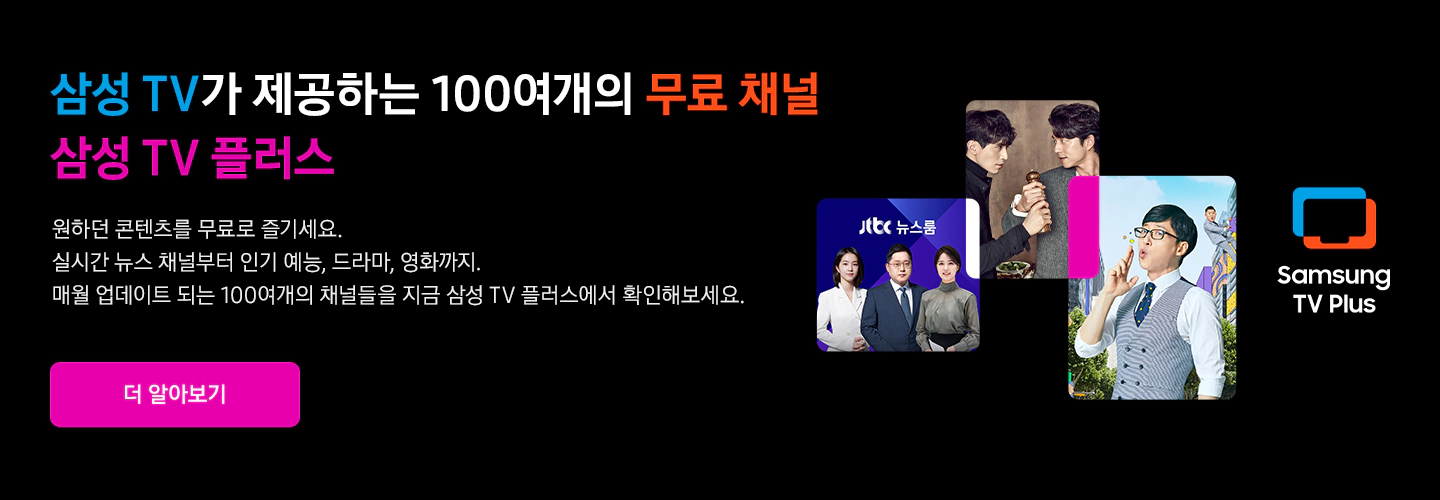 삼성 TV가 제공하는 100여개의 무료 채널
삼성 TV 플러스
원하던 콘텐츠를 무료로 즐기세요.
실시간 뉴스 채널부터 인기 예능, 드라마, 영화까지.
매월 업데이트 되는 100여개의 채널들을 지금 삼성 TV 플러스에서 확인해보세요.
더 알아보기
jtbc 뉴스룸
Samsung
TV Plus